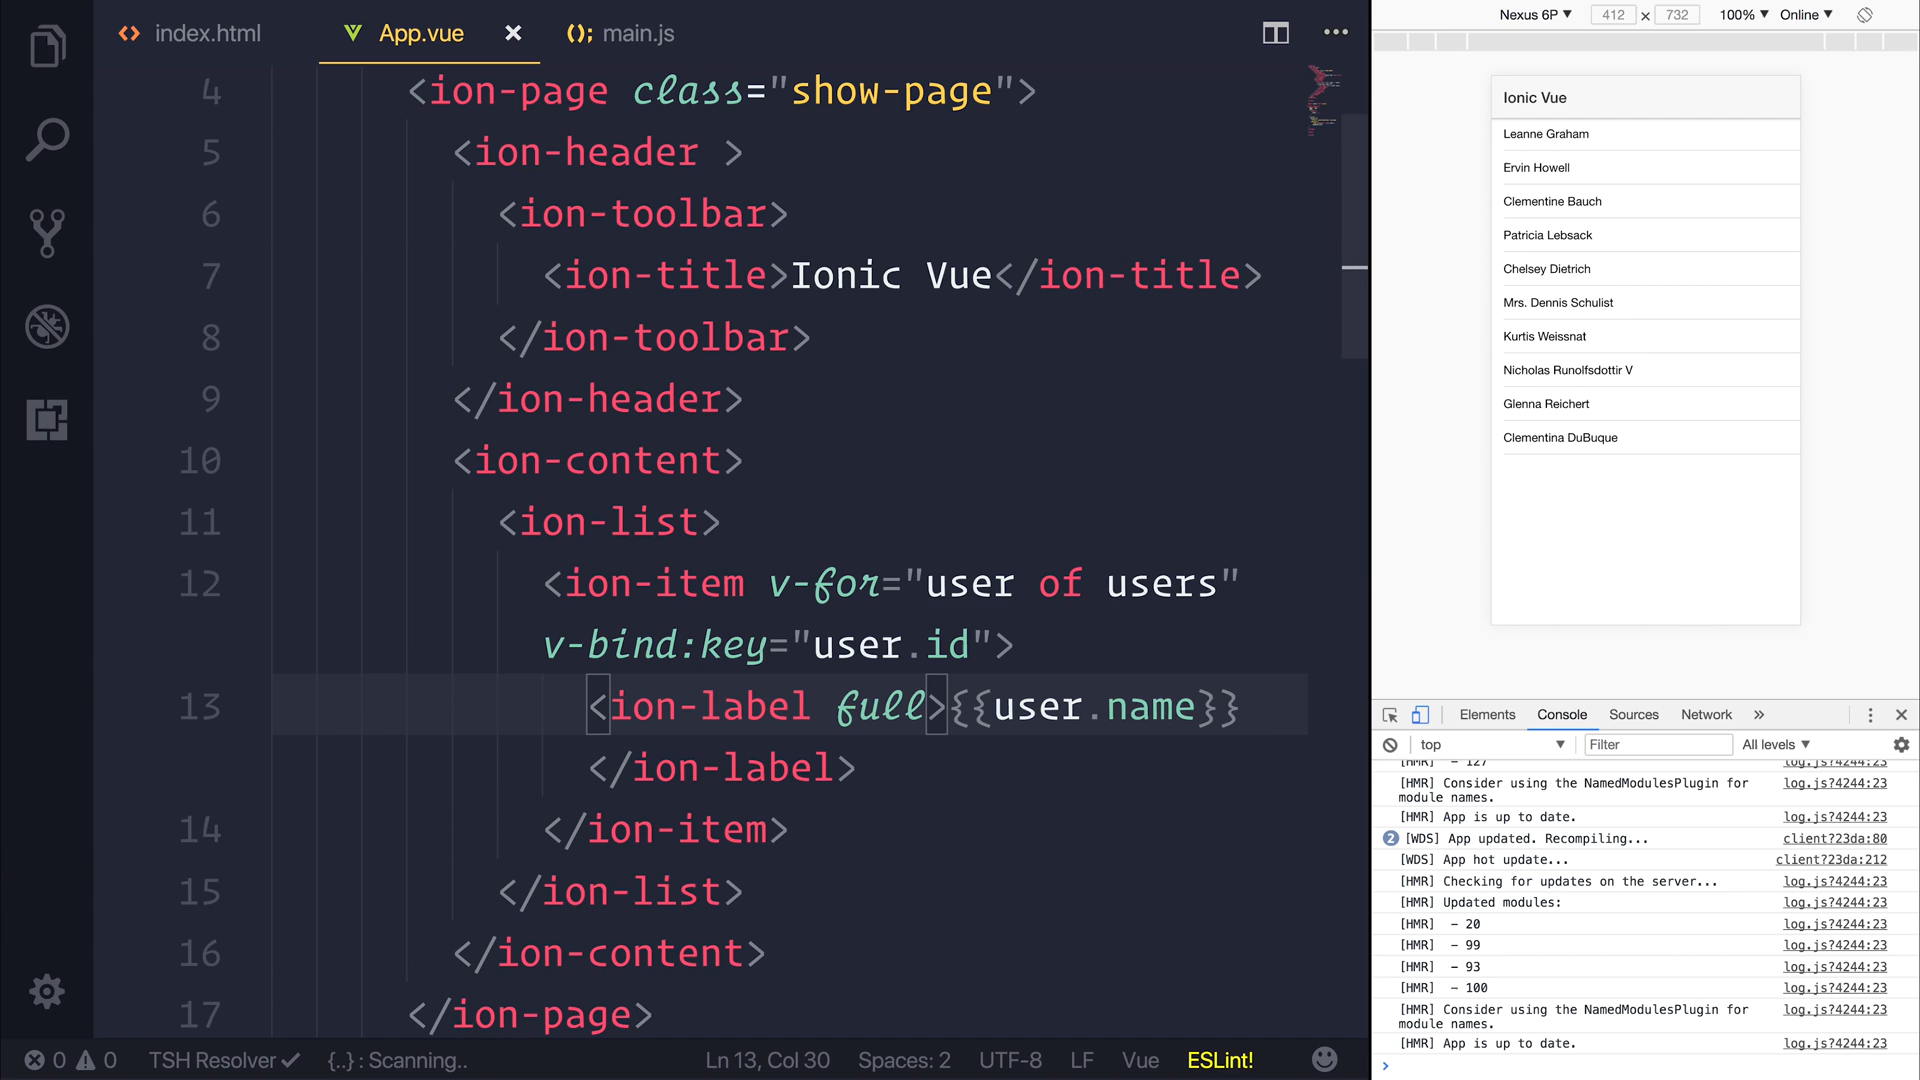 index.html
App.vue
main.js
4 <ion-page class="show-page">
5 <ion-header >
6 <ion-toolbar>
7 <ion-title>Ionic Vue</ion-title>
8 </ion-toolbar>
9 </ion-header>
10 <ion-content>
11 <ion-list>
12 <ion-item v-for="user of users"
v-bind:key="user.id">
13 <ion-label full>{{user.name}}
</ion-label>
14 </ion-item>
15 </ion-list>
16 </ion-content>
17 </ion-page>
0 0 TSH Resolver {..} : Scanning.. Ln 13, Col 30 Spaces: 2 UTF-8 LF Vue ESLint!
Nexus 6P 412 x 732 100% Online
Ionic Vue
Leanne Graham
Ervin Howell
Clementine Bauch
Patricia Lebsack
Chelsey Dietrich
Mrs. Dennis Schulist
Kurtis Weissnat
Nicholas Runolfsdottir V
Glenna Reichert
Clementina DuBuque
Elements Console Sources Network »
top Filter All levels
[HMR] - 127 log.js?4244:23
[HMR] Consider using the NamedModulesPlugin for log.js?4244:23
module names.
[HMR] App is up to date. log.js?4244:23
2 [WDS] App updated. Recompiling... client?23da:80
[WDS] App hot update... client?23da:212
[HMR] Checking for updates on the server... log.js?4244:23
[HMR] Updated modules: log.js?4244:23
[HMR] - 20 log.js?4244:23
[HMR] - 99 log.js?4244:23
[HMR] - 93 log.js?4244:23
[HMR] - 100 log.js?4244:23
[HMR] Consider using the NamedModulesPlugin for log.js?4244:23
module names.
[HMR] App is up to date. log.js?4244:23